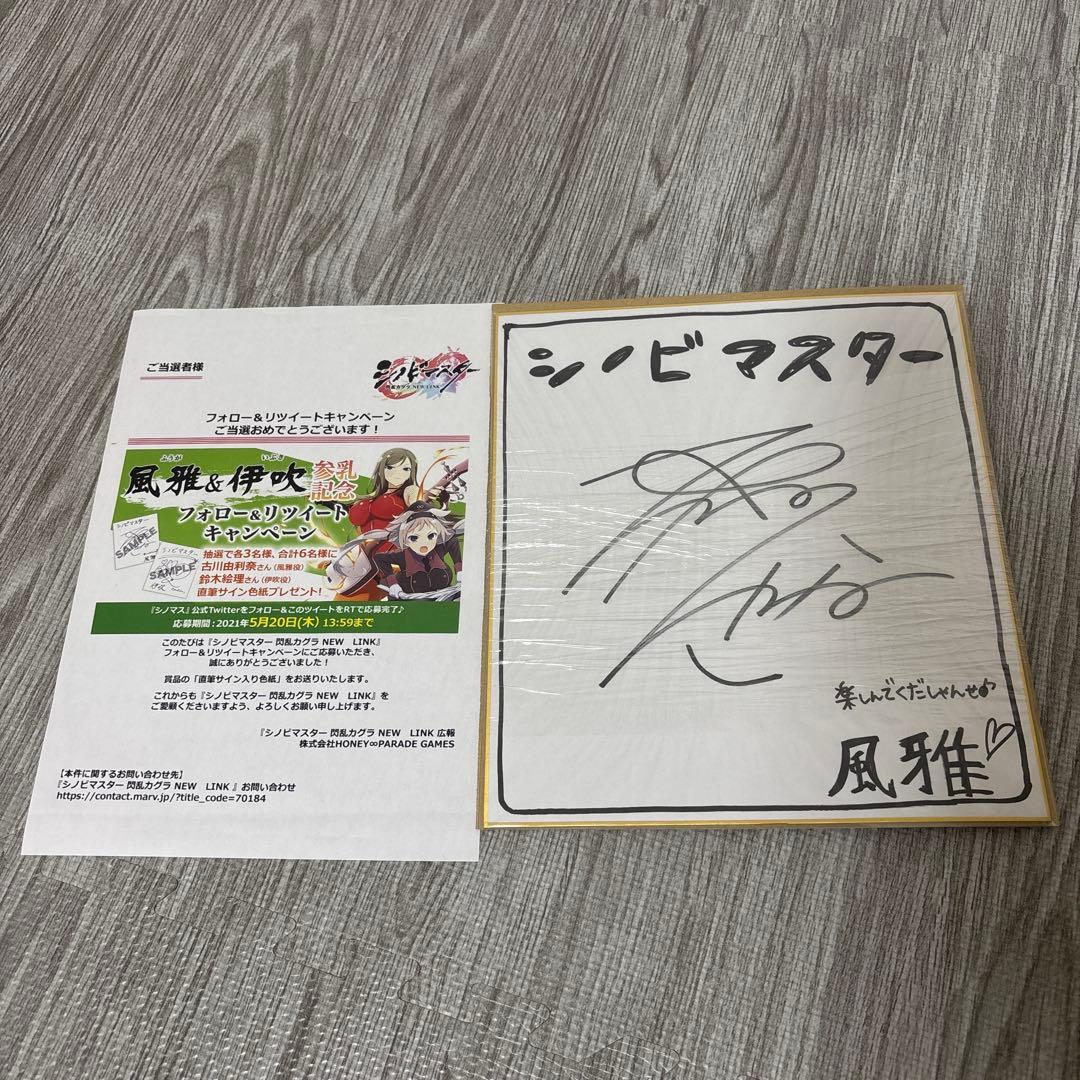 ご当選者様
シノビマスター
閃乱カグラ NEW LINK
フォロー&リツイートキャンペーン
ご当選おめでとうございます!
ふうが いぶき
風雅&伊吹 参乳記念
フォロー&リツイート
キャンペーン
シノビマスター
SAMPLE
シノビマスター
SAMPLE
抽選で各3名様、合計6名様に
古川由利奈さん(風雅役)
鈴木絵理さん(伊吹役)
直筆サイン色紙プレゼント!
『シノマス』公式Twitterをフォロー&このツイートをRTで応募完了♪
応募期間:2021年5月20日(木) 13:59まで
このたびは『シノビマスター 閃乱カグラ NEW LINK』
フォロー&リツイートキャンペーンにご応募いただき、
誠にありがとうございました!
賞品の「直筆サイン入り色紙」をお送りいたします。
これからも『シノビマスター 閃乱カグラ NEW LINK』を
ご愛顧くださいますよう、よろしくお願い申し上げます。
『シノビマスター 閃乱カグラ NEW LINK 広報
株式会社HONEY∞PARADE GAMES
【本件に関するお問い合わせ先】
『シノビマスター 閃乱カグラ NEW LINK 』お問い合わせ
https://contact.marv.jp/?title_code=70184
シノビマスター
楽しんでくだしゃんせ♪
風雅♡